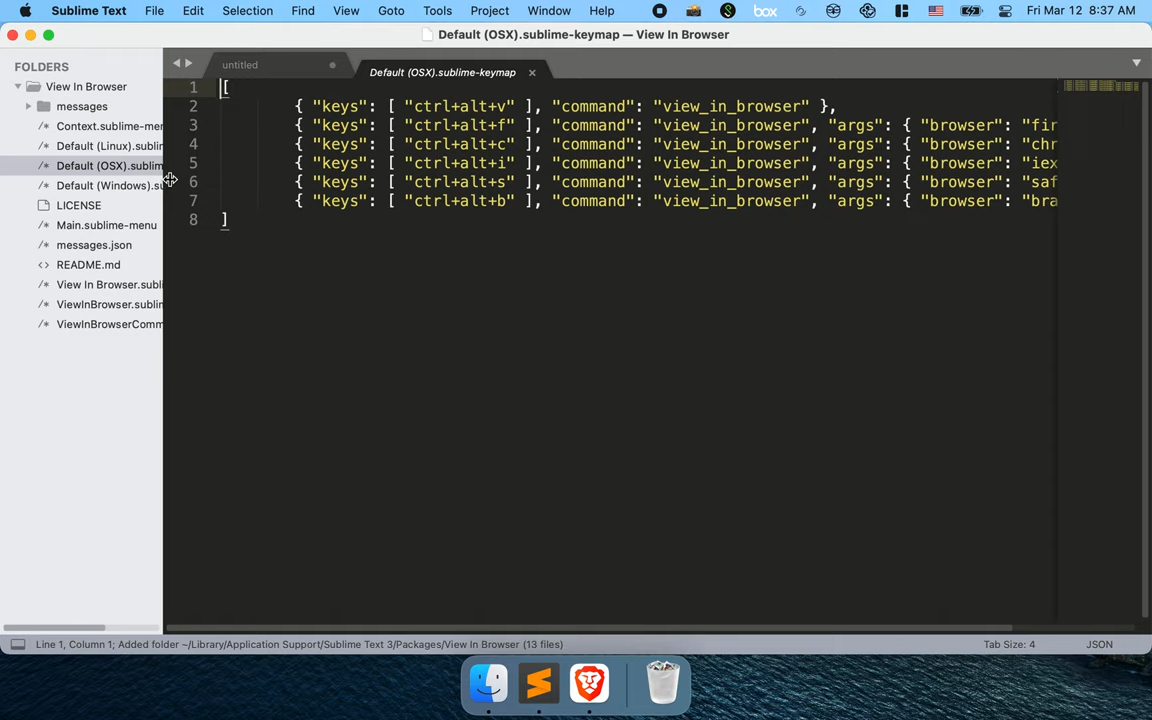 Sublime Text File Edit Selection Find View Goto Tools Project Window Help box Fri Mar 12 8:37 AM
Default (OSX).sublime-keymap — View In Browser
FOLDERS
View In Browser
messages
Context.sublime-men
Default (Linux).sublim
Default (OSX).sublim
Default (Windows).su
LICENSE
Main.sublime-menu
messages.json
README.md
View In Browser.subli
ViewInBrowser.sublim
ViewInBrowserComm
untitled Default (OSX).sublime-keymap ×
1 [
2 { "keys": [ "ctrl+alt+v" ], "command": "view_in_browser" },
3 { "keys": [ "ctrl+alt+f" ], "command": "view_in_browser", "args": { "browser": "fir
4 { "keys": [ "ctrl+alt+c" ], "command": "view_in_browser", "args": { "browser": "chr
5 { "keys": [ "ctrl+alt+i" ], "command": "view_in_browser", "args": { "browser": "iex
6 { "keys": [ "ctrl+alt+s" ], "command": "view_in_browser", "args": { "browser": "saf
7 { "keys": [ "ctrl+alt+b" ], "command": "view_in_browser", "args": { "browser": "bra
8 ]
Line 1, Column 1; Added folder ~/Library/Application Support/Sublime Text 3/Packages/View In Browser (13 files) Tab Size: 4 JSON